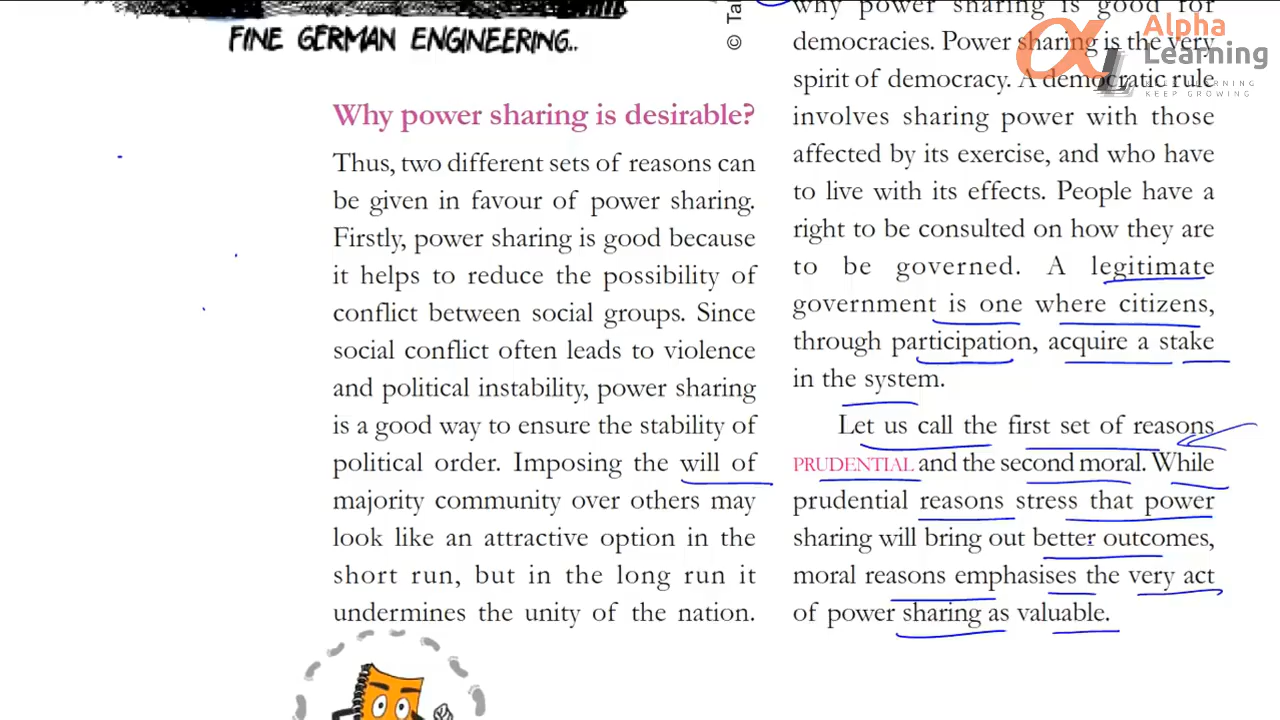 FINE GERMAN ENGINEERING..
© Ta
Why power sharing is desirable?
Thus, two different sets of reasons can
be given in favour of power sharing.
Firstly, power sharing is good because
it helps to reduce the possibility of
conflict between social groups. Since
social conflict often leads to violence
and political instability, power sharing
is a good way to ensure the stability of
political order. Imposing the will of
majority community over others may
look like an attractive option in the
short run, but in the long run it
undermines the unity of the nation.
why power sharing is good for
democracies. Power sharing is the very
spirit of democracy. A democratic rule
involves sharing power with those
affected by its exercise, and who have
to live with its effects. People have a
right to be consulted on how they are
to be governed. A legitimate
government is one where citizens,
through participation, acquire a stake
in the system.
Let us call the first set of reasons
PRUDENTIAL and the second moral. While
prudential reasons stress that power
sharing will bring out better outcomes,
moral reasons emphasises the very act
of power sharing as valuable.
Alpha
Learning
KEEP GROWING